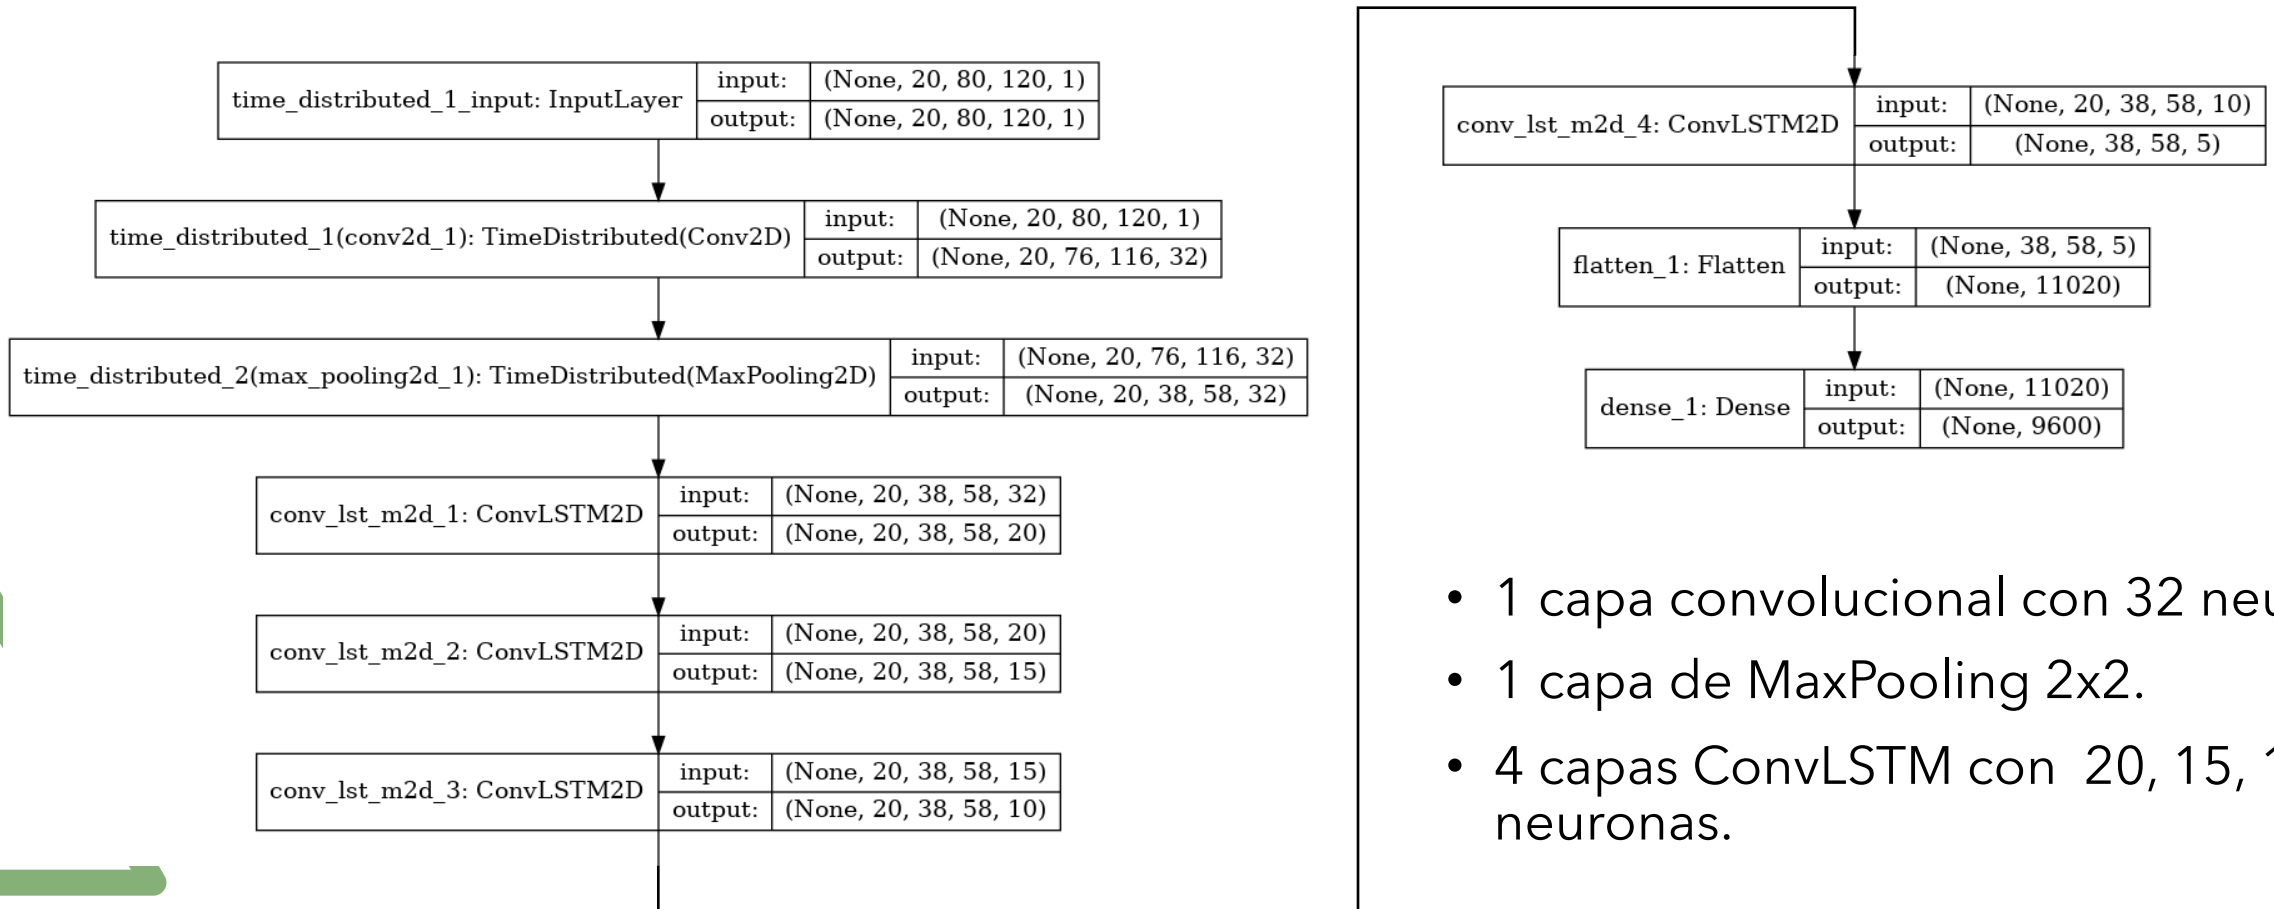 time_distributed_1_input: InputLayer
input: (None, 20, 80, 120, 1)
output: (None, 20, 80, 120, 1)
time_distributed_1(conv2d_1): TimeDistributed(Conv2D)
input: (None, 20, 80, 120, 1)
output: (None, 20, 76, 116, 32)
time_distributed_2(max_pooling2d_1): TimeDistributed(MaxPooling2D)
input: (None, 20, 76, 116, 32)
output: (None, 20, 38, 58, 32)
conv_lst_m2d_1: ConvLSTM2D
input: (None, 20, 38, 58, 32)
output: (None, 20, 38, 58, 20)
conv_lst_m2d_2: ConvLSTM2D
input: (None, 20, 38, 58, 20)
output: (None, 20, 38, 58, 15)
conv_lst_m2d_3: ConvLSTM2D
input: (None, 20, 38, 58, 15)
output: (None, 20, 38, 58, 10)
conv_lst_m2d_4: ConvLSTM2D
input: (None, 20, 38, 58, 10)
output: (None, 38, 58, 5)
flatten_1: Flatten
input: (None, 38, 58, 5)
output: (None, 11020)
dense_1: Dense
input: (None, 11020)
output: (None, 9600)
• 1 capa convolucional con 32
• 1 capa de MaxPooling 2x2.
• 4 capas ConvLSTM con 20, 15,
neuronas.